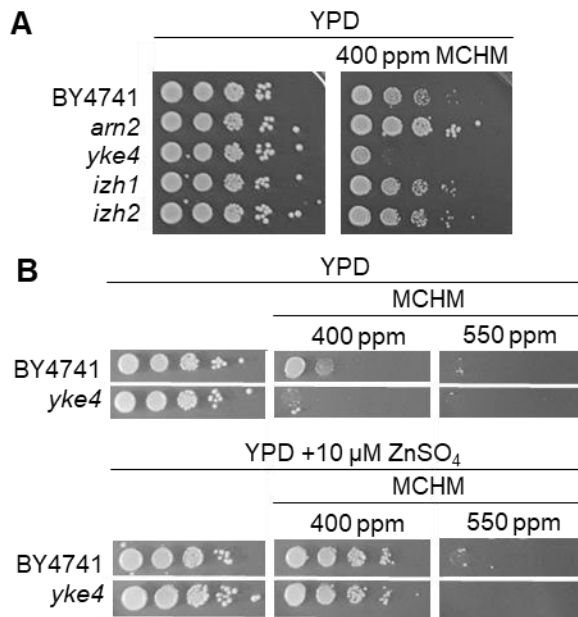 A
YPD
400 ppm MCHM
BY4741
arn2
yke4
izh1
izh2
B
YPD
MCHM
400 ppm 550 ppm
BY4741
yke4
YPD +10 µM ZnSO₄
MCHM
400 ppm 550 ppm
BY4741
yke4